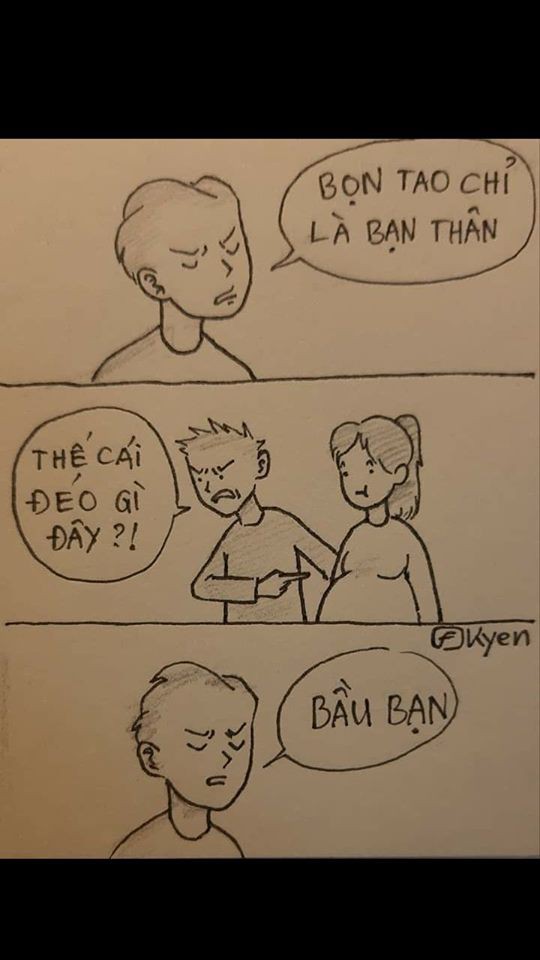 BỌN TAO CHỈ
LÀ BẠN THÂN
THẾ CÁI
ĐÉO GÌ
ĐÂY ?!
Kyen
BẦU BẠN